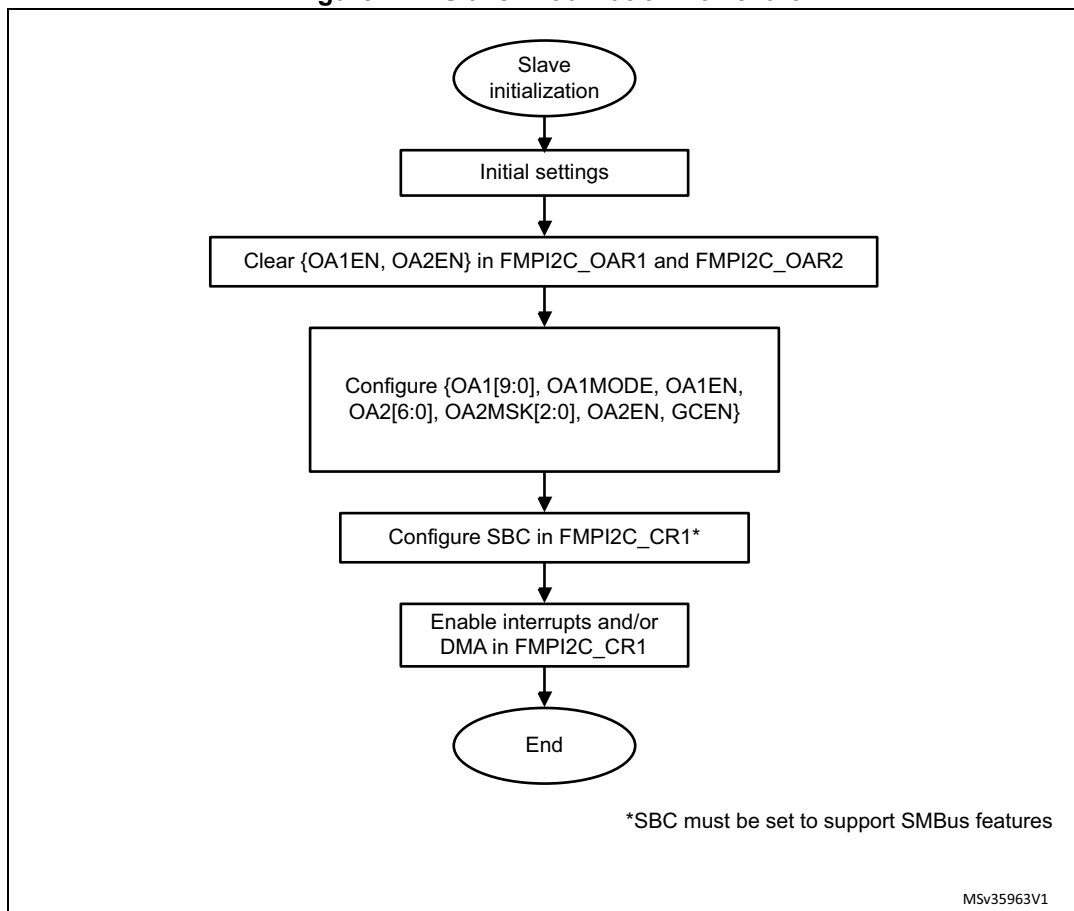 Slave
initialization
Initial settings
Clear {OA1EN, OA2EN} in FMPI2C_OAR1 and FMPI2C_OAR2
Configure {OA1[9:0], OA1MODE, OA1EN,
OA2[6:0], OA2MSK[2:0], OA2EN, GCEN}
Configure SBC in FMPI2C_CR1*
Enable interrupts and/or
DMA in FMPI2C_CR1
End
*SBC must be set to support SMBus features
MSv35963V1